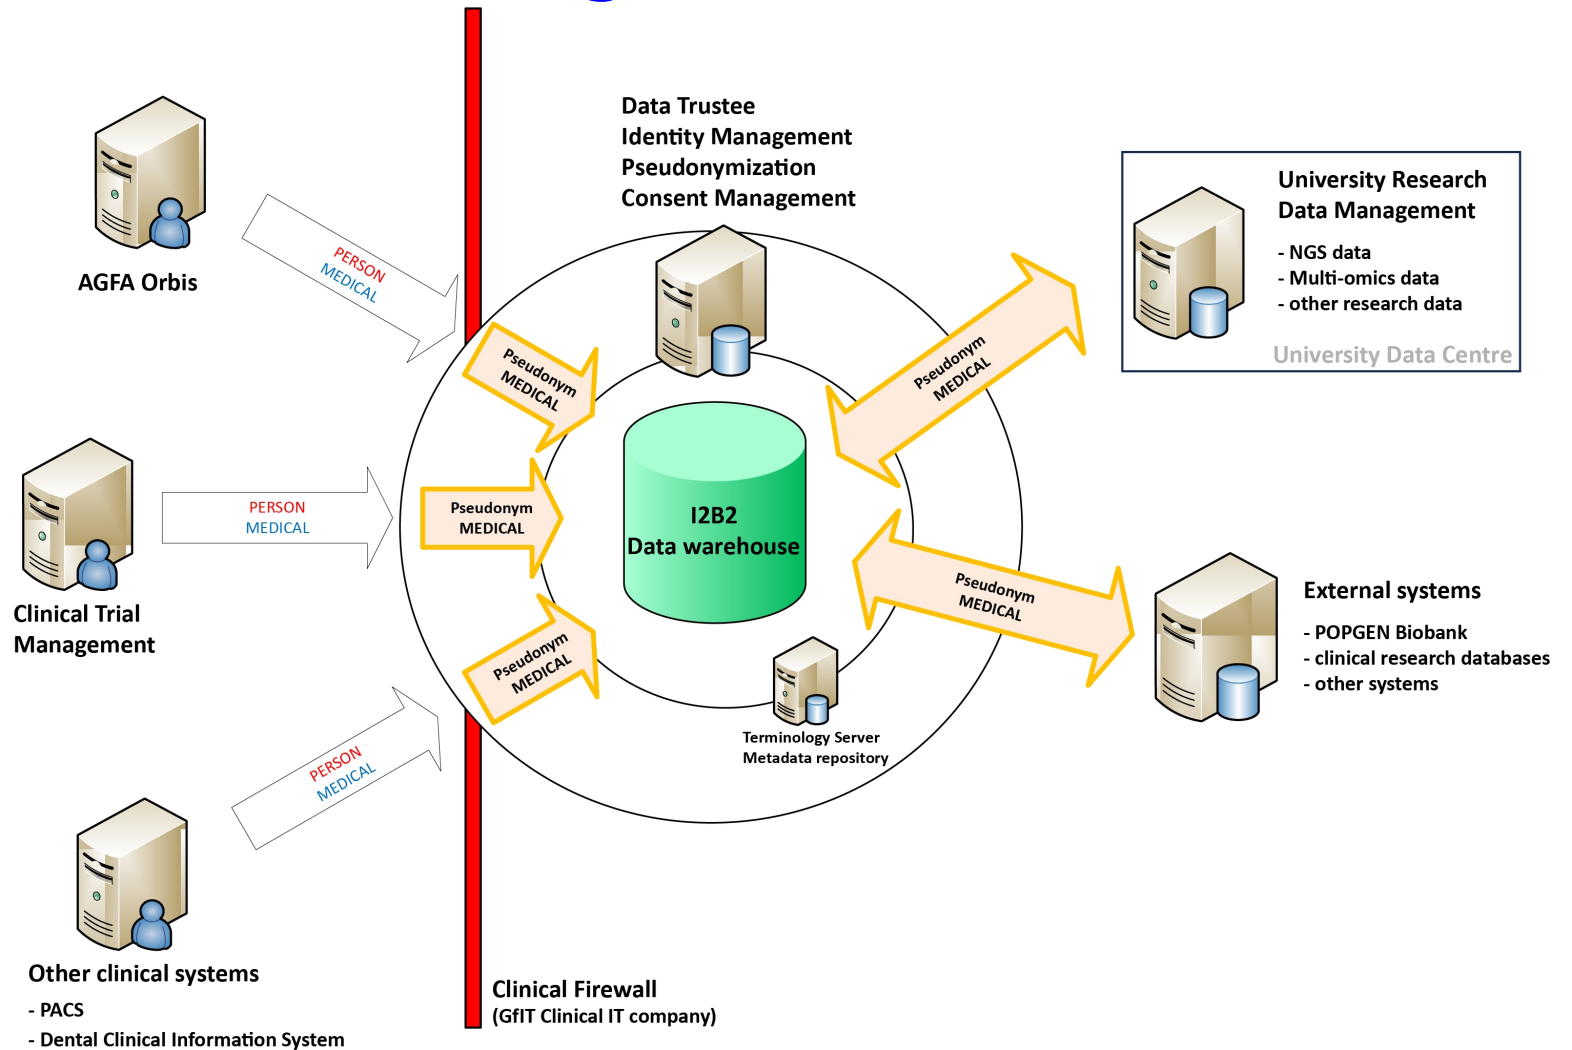 Data Trustee
Identity Management
Pseudonymization
Consent Management
University Research
Data Management
- NGS data
- Multi-omics data
- other research data
University Data Centre
AGFA Orbis
PERSON
MEDICAL
Pseudonym
MEDICAL
Pseudonym
MEDICAL
Clinical Trial
Management
PERSON
MEDICAL
Pseudonym
MEDICAL
I2B2
Data warehouse
Pseudonym
MEDICAL
External systems
- POPGEN Biobank
- clinical research databases
- other systems
Pseudonym
MEDICAL
Terminology Server
Metadata repository
PERSON
MEDICAL
Other clinical systems
- PACS
- Dental Clinical Information System
Clinical Firewall
(GfIT Clinical IT company)